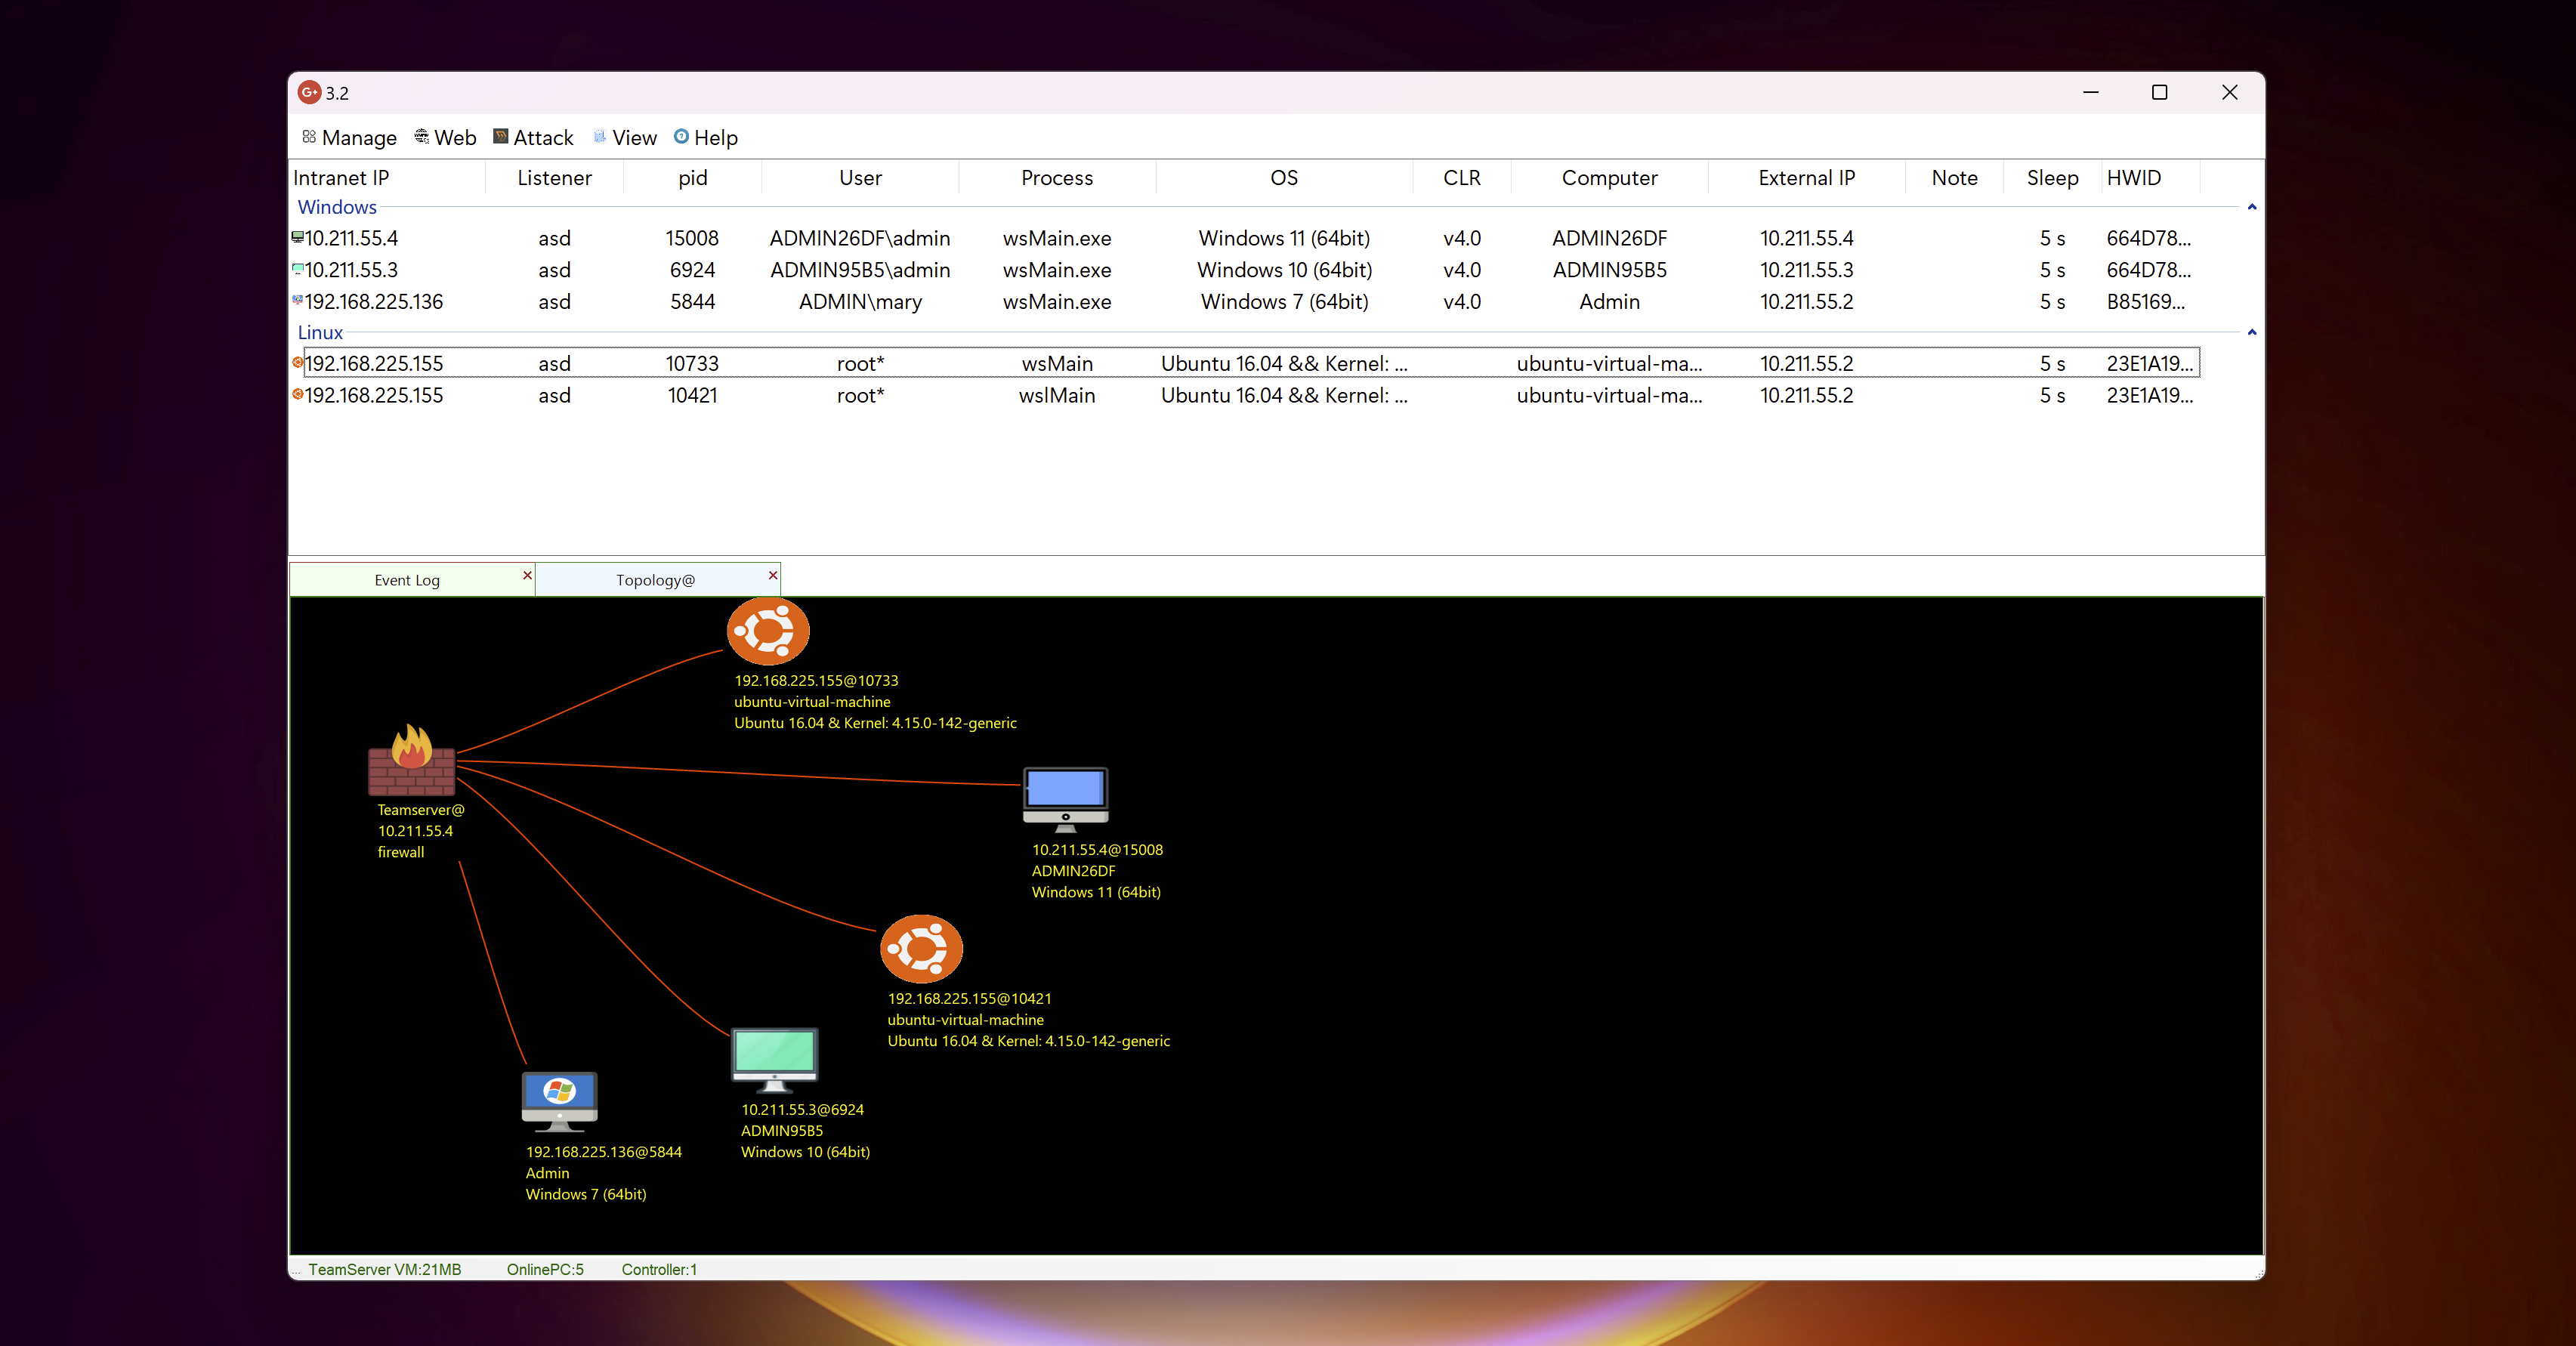 G+ 3.2
Manage Web Attack View Help
Intranet IP Listener pid User Process OS CLR Computer External IP Note Sleep HWID
Windows
10.211.55.4 asd 15008 ADMIN26DF\admin wsMain.exe Windows 11 (64bit) v4.0 ADMIN26DF 10.211.55.4 5 s 664D78...
10.211.55.3 asd 6924 ADMIN95B5\admin wsMain.exe Windows 10 (64bit) v4.0 ADMIN95B5 10.211.55.3 5 s 664D78...
192.168.225.136 asd 5844 ADMIN\mary wsMain.exe Windows 7 (64bit) v4.0 Admin 10.211.55.2 5 s B85169...
Linux
192.168.225.155 asd 10733 root* wsMain Ubuntu 16.04 && Kernel: ... ubuntu-virtual-ma... 10.211.55.2 5 s 23E1A19...
192.168.225.155 asd 10421 root* wslMain Ubuntu 16.04 && Kernel: ... ubuntu-virtual-ma... 10.211.55.2 5 s 23E1A19...
Event Log Topology@
192.168.225.155@10733
ubuntu-virtual-machine
Ubuntu 16.04 & Kernel: 4.15.0-142-generic
Teamserver@
10.211.55.4
firewall
10.211.55.4@15008
ADMIN26DF
Windows 11 (64bit)
192.168.225.155@10421
ubuntu-virtual-machine
Ubuntu 16.04 & Kernel: 4.15.0-142-generic
10.211.55.3@6924
ADMIN95B5
Windows 10 (64bit)
192.168.225.136@5844
Admin
Windows 7 (64bit)
... TeamServer VM:21MB OnlinePC:5 Controller:1